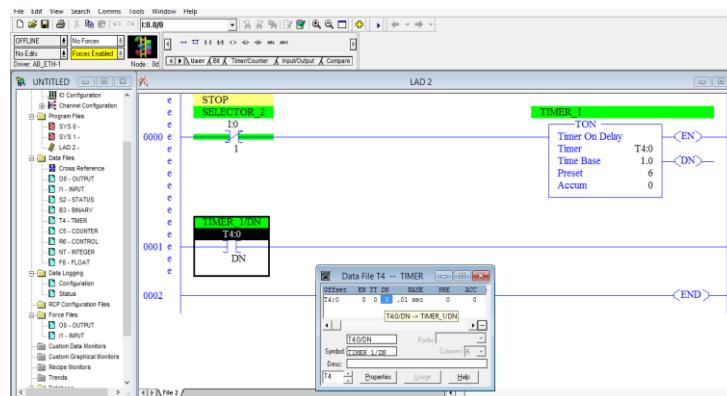 File Edit View Search Comms Tools Window Help
I:0.0/0
OFFLINE No Forces
No Edits Forces Enabled
Driver: AB_ETH-1 Node: 0d
User Bit Timer/Counter Input/Output Compare
UNTITLED
LAD 2
IO Configuration
Channel Configuration
Program Files
SYS 0 -
SYS 1 -
LAD 2 -
Data Files
Cross Reference
O0 - OUTPUT
I1 - INPUT
S2 - STATUS
B3 - BINARY
T4 - TIMER
C5 - COUNTER
R6 - CONTROL
N7 - INTEGER
F8 - FLOAT
Data Logging
Configuration
Status
RCP Configuration Files
Force Files
O0 - OUTPUT
I1 - INPUT
Custom Data Monitors
Custom Graphical Monitors
Recipe Monitors
Trends
e STOP
e SELECTOR_2 TIMER_1
e I:0 TON
0000 e Timer On Delay EN
e 1 Timer T4:0
e Time Base 1.0 DN
e Preset 6
e Accum 0
e TIMER_1/DN
e T4:0
0001 e
e DN
e
0002 END
Data File T4 -- TIMER
Offset EN TT DN BASE PRE ACC
T4:0 0 0 0 .01 sec 0 0
T4:0/DN -> TIMER_1/DN
T4:0/DN Radix:
Symbol: TIMER_1/DN Columns: 6
Desc:
T4 Properties Usage Help
File 2